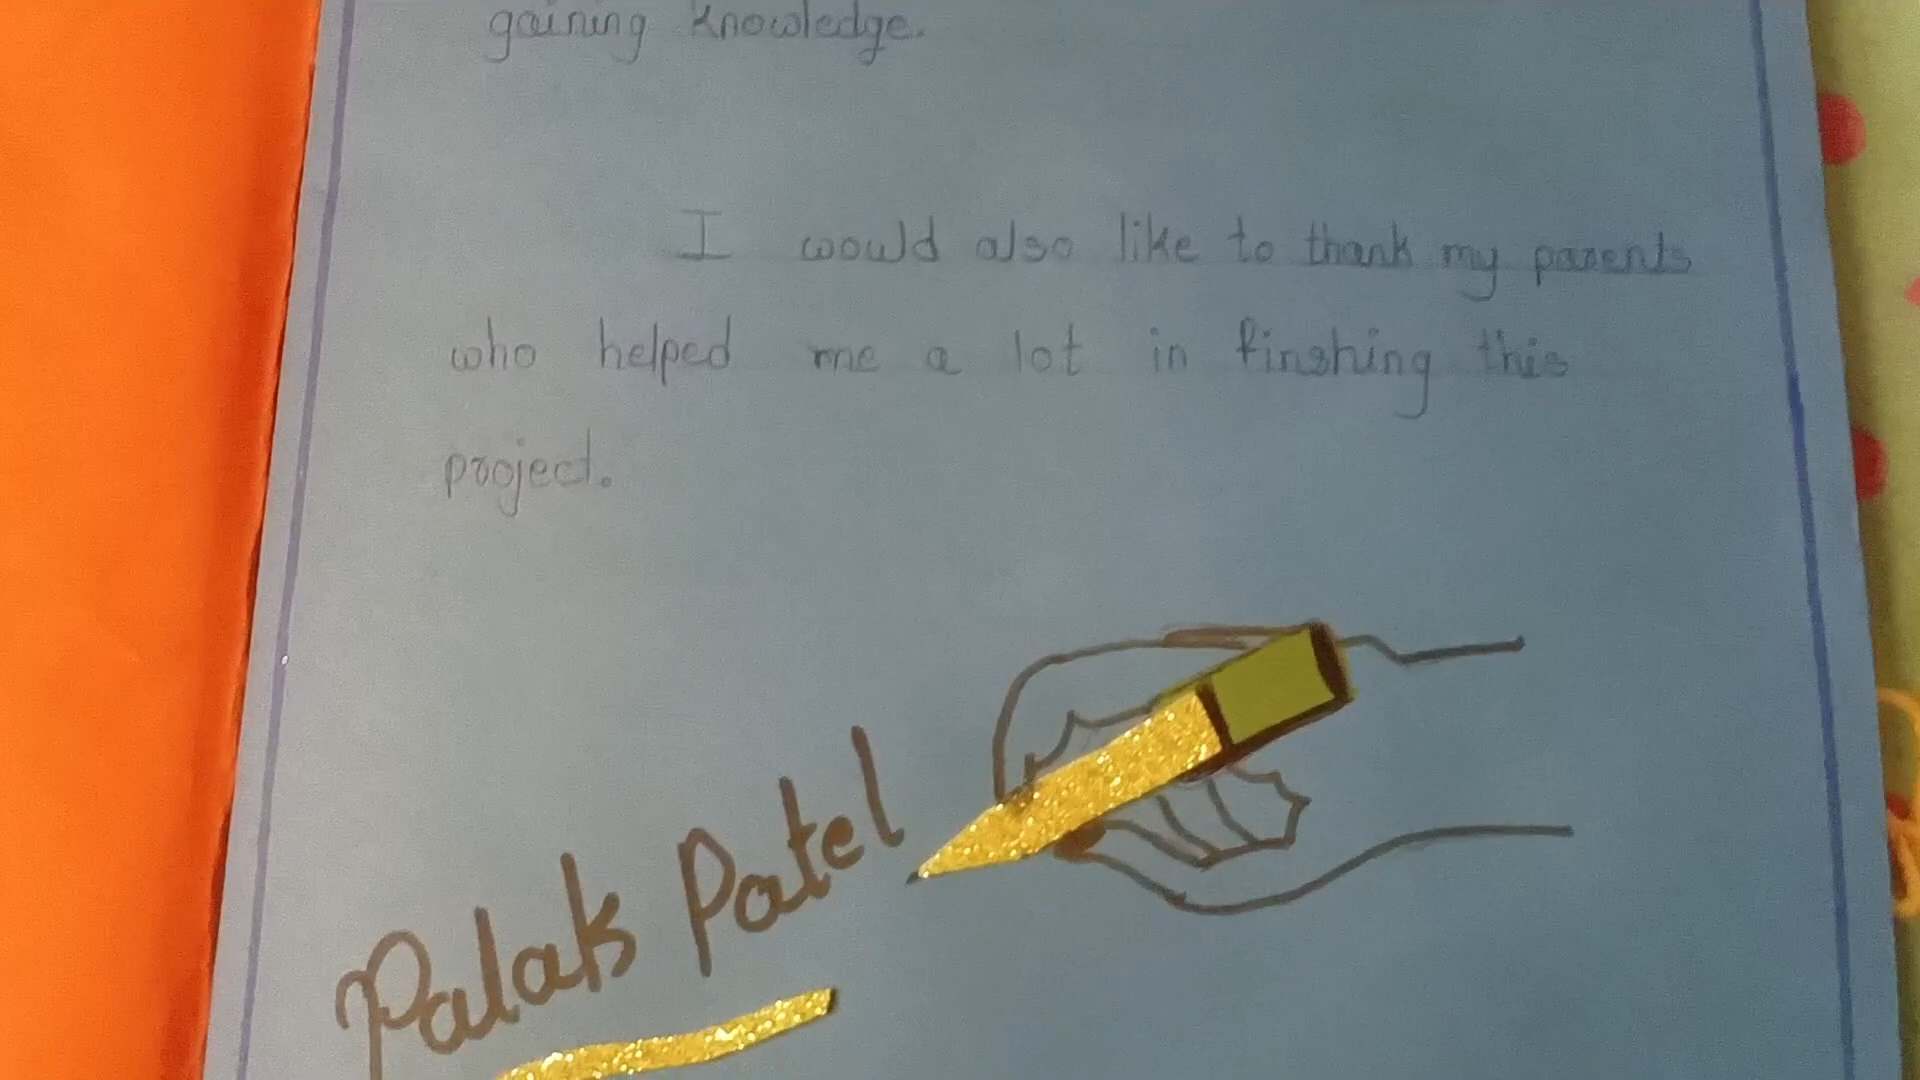 gaining knowledge.
I would also like to thank my parents
who helped me a lot in finshing this
project.
Palak Patel